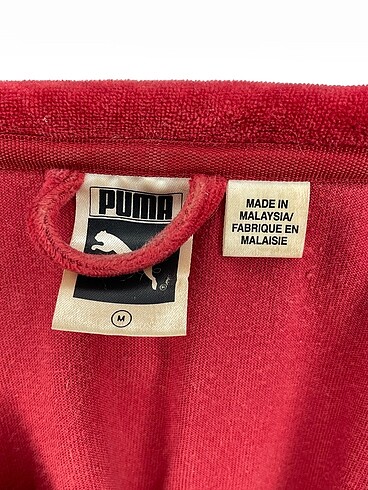 PUMA
®
M
MADE IN
MALAYSIA/
FABRIQUE EN
MALAISIE